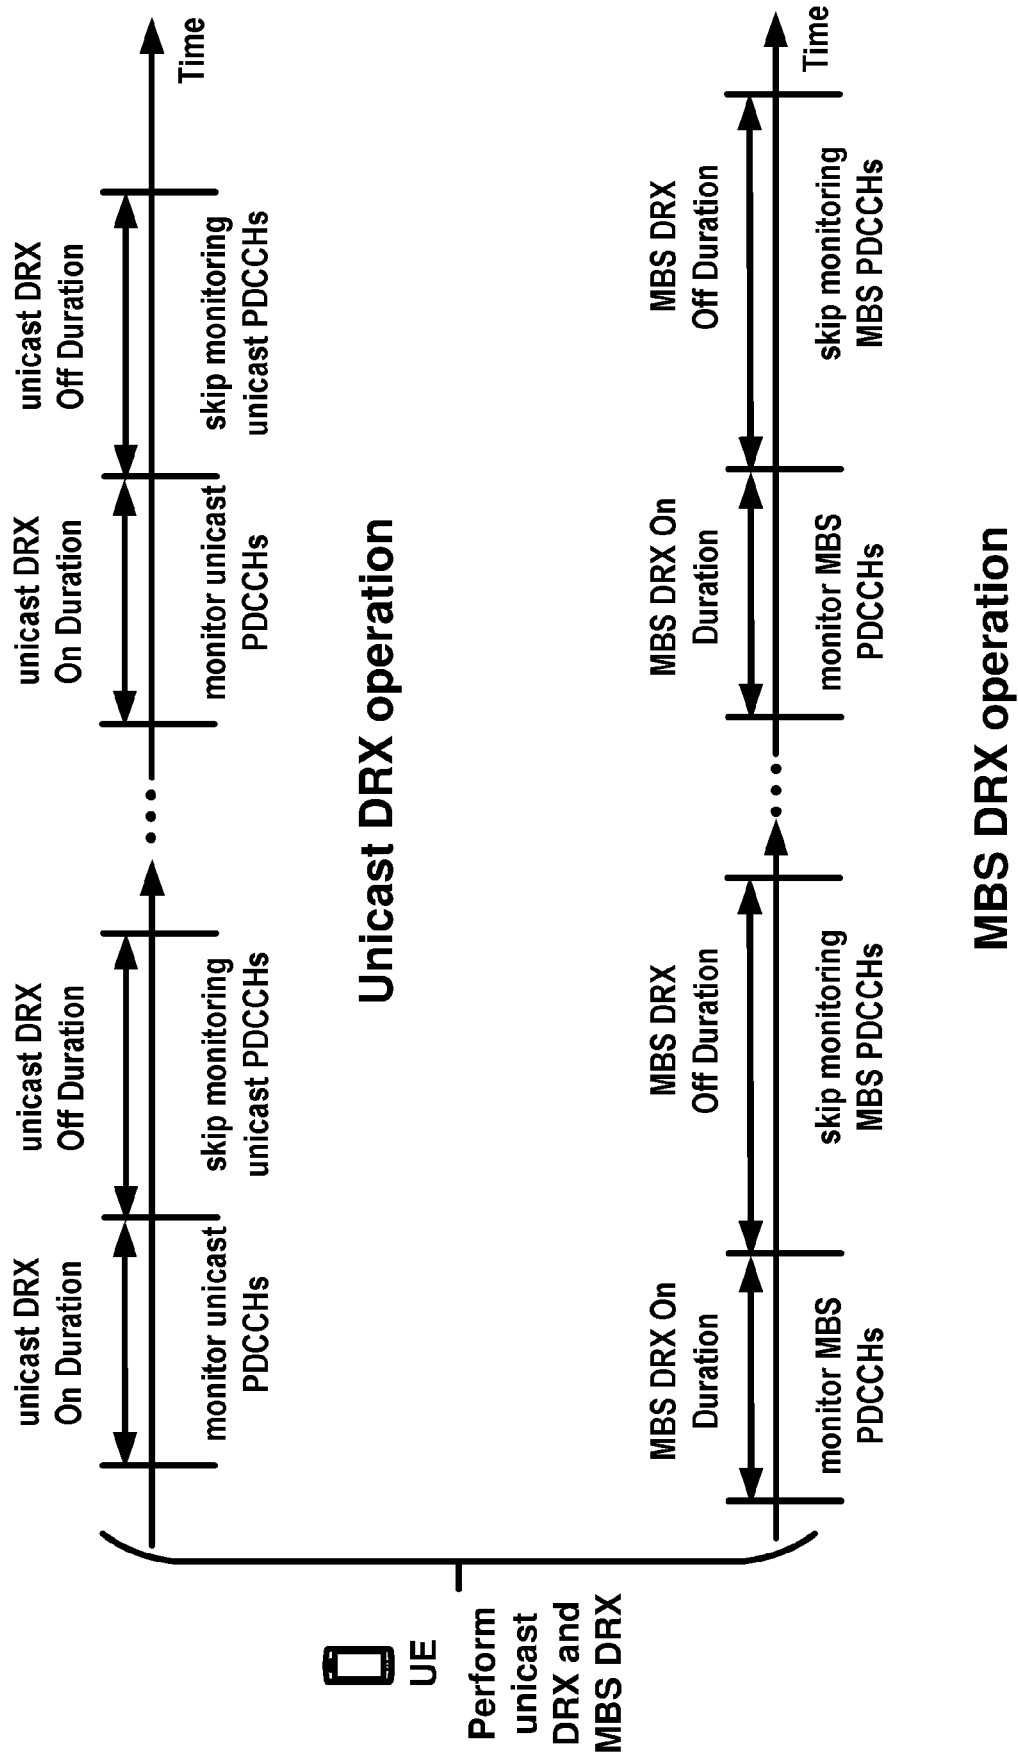 UE
Perform
unicast
DRX and
MBS DRX
unicast DRX
On Duration
monitor unicast
PDCCHs
unicast DRX
Off Duration
skip monitoring
unicast PDCCHs
unicast DRX
On Duration
monitor unicast
PDCCHs
unicast DRX
Off Duration
skip monitoring
unicast PDCCHs
Time
Unicast DRX operation
MBS DRX On
Duration
monitor MBS
PDCCHs
MBS DRX
Off Duration
skip monitoring
MBS PDCCHs
MBS DRX On
Duration
monitor MBS
PDCCHs
MBS DRX
Off Duration
skip monitoring
MBS PDCCHs
Time
MBS DRX operation